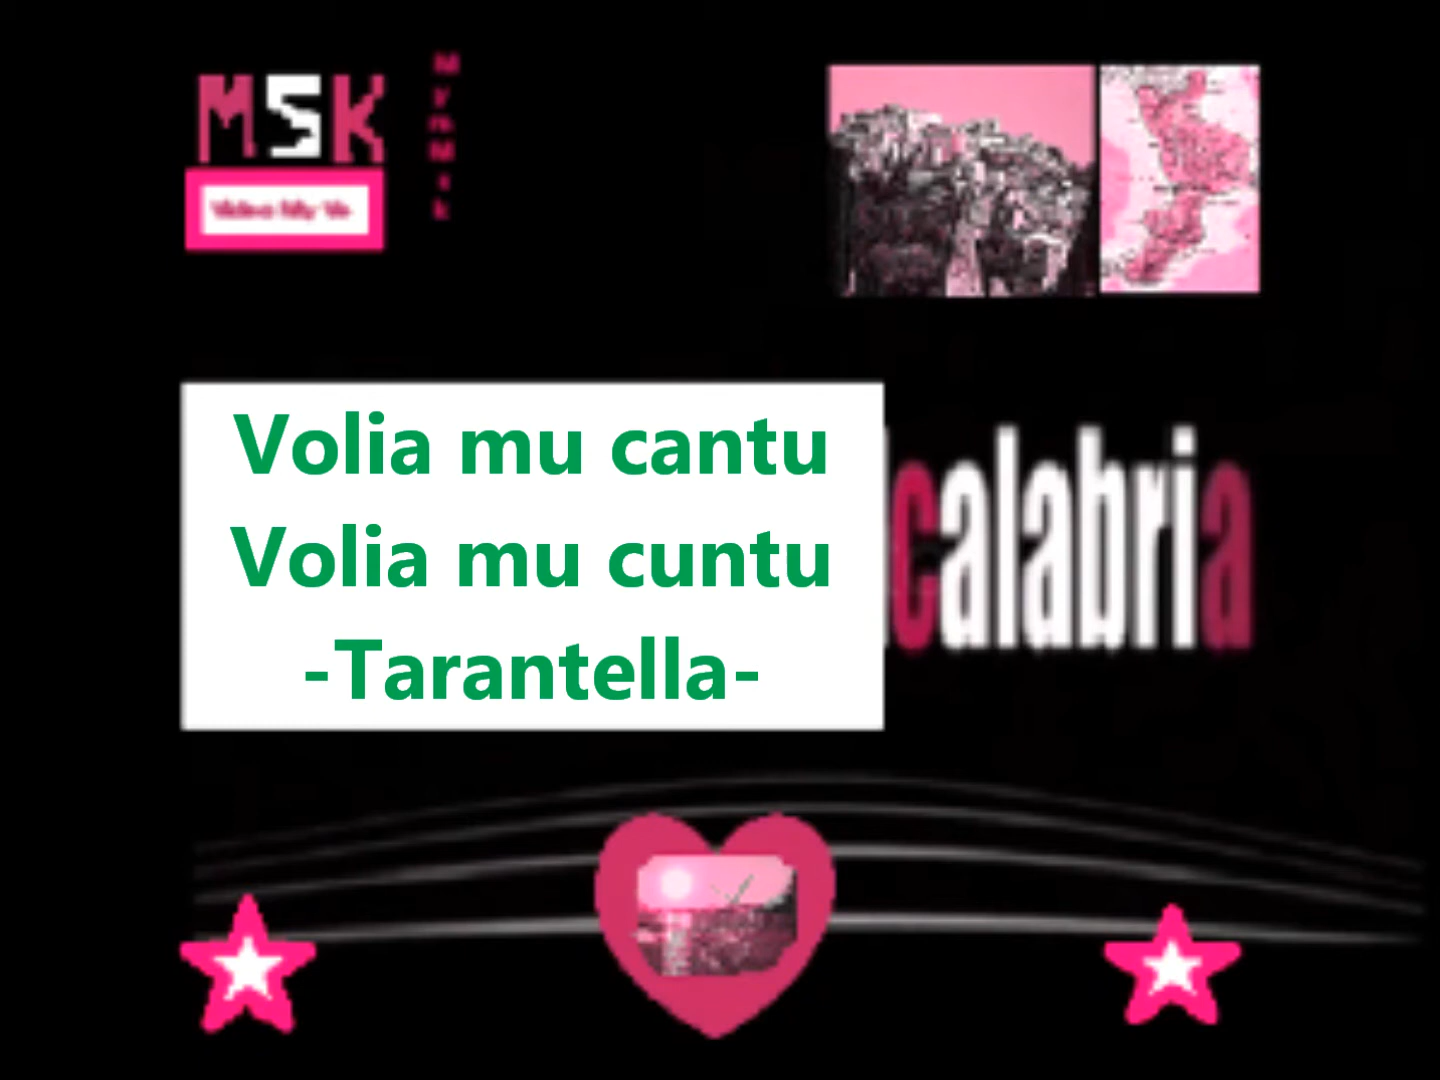 MSK
Volia mu cantu
Volia mu cuntu
-Tarantella-
calabria